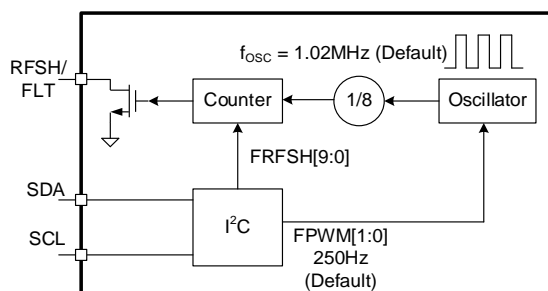 fOSC = 1.02MHz (Default)
RFSH/
FLT
Counter
1/8
Oscillator
FRFSH[9:0]
SDA
I²C
FPWM[1:0]
250Hz
(Default)
SCL